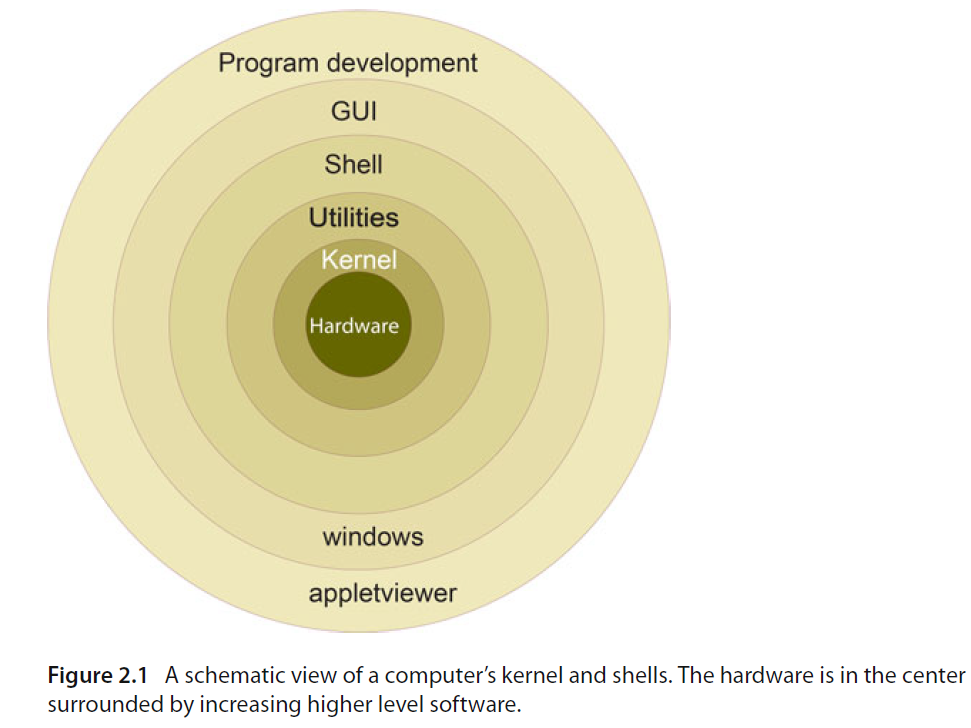 Program development
GUI
Shell
Utilities
Kernel
Hardware
windows
appletviewer
Figure 2.1 A schematic view of a computer’s kernel and shells. The hardware is in the center
surrounded by increasing higher level software.